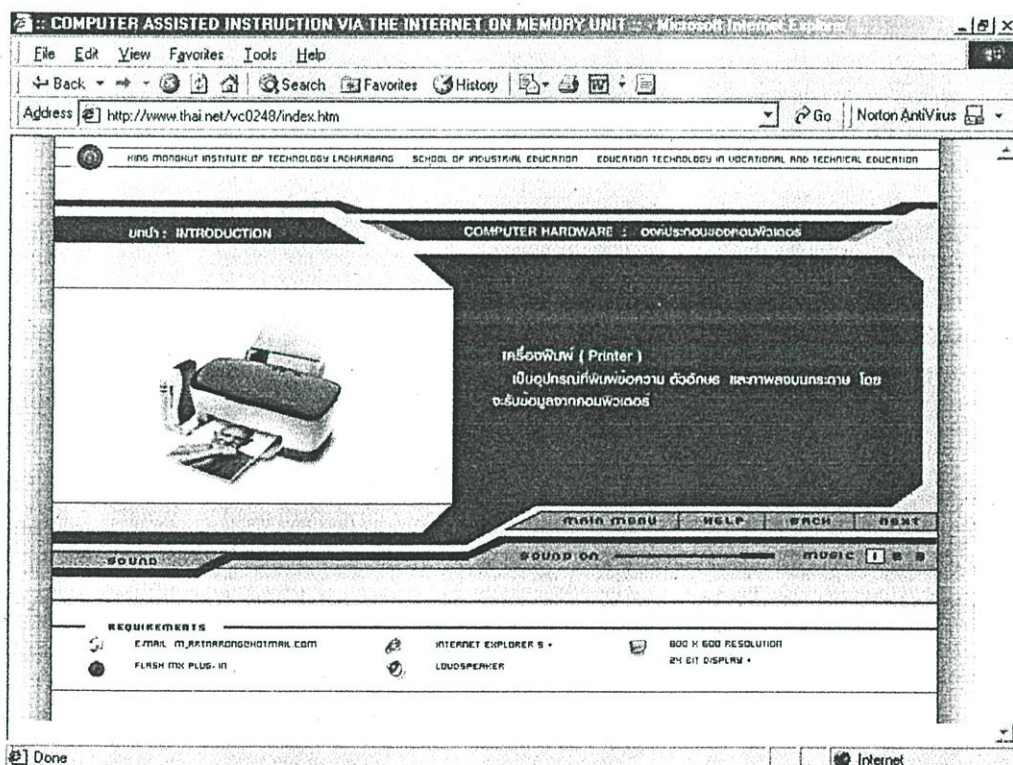 :: COMPUTER ASSISTED INSTRUCTION VIA THE INTERNET ON MEMORY UNIT :: - Microsoft Internet Explorer
File Edit View Favorites Tools Help
Back Search Favorites History
Address http://www.thai.net/vc0248/index.htm Go Norton AntiVirus
KING MONGKUT INSTITUTE OF TECHNOLOGY LADKRABANG SCHOOL OF INDUSTRIAL EDUCATION EDUCATION TECHNOLOGY IN VOCATIONAL AND TECHNICAL EDUCATION
บทนำ : INTRODUCTION COMPUTER HARDWARE : องค์ประกอบของคอมพิวเตอร์
เครื่องพิมพ์ ( Printer )
เป็นอุปกรณ์ที่พิมพ์ข้อความ ตัวอักษร และภาพลงบนกระดาษ โดย
จะรับข้อมูลจากคอมพิวเตอร์
MAIN MENU HELP BACK NEXT
SOUND SOUND ON MUSIC 1
REQUIREMENTS
E-MAIL INTERNET EXPLORER 5 + 800 X 600 RESOLUTION
FLASH MX PLUG-IN LOUDSPEAKER 24 BIT DISPLAY +
Done Internet